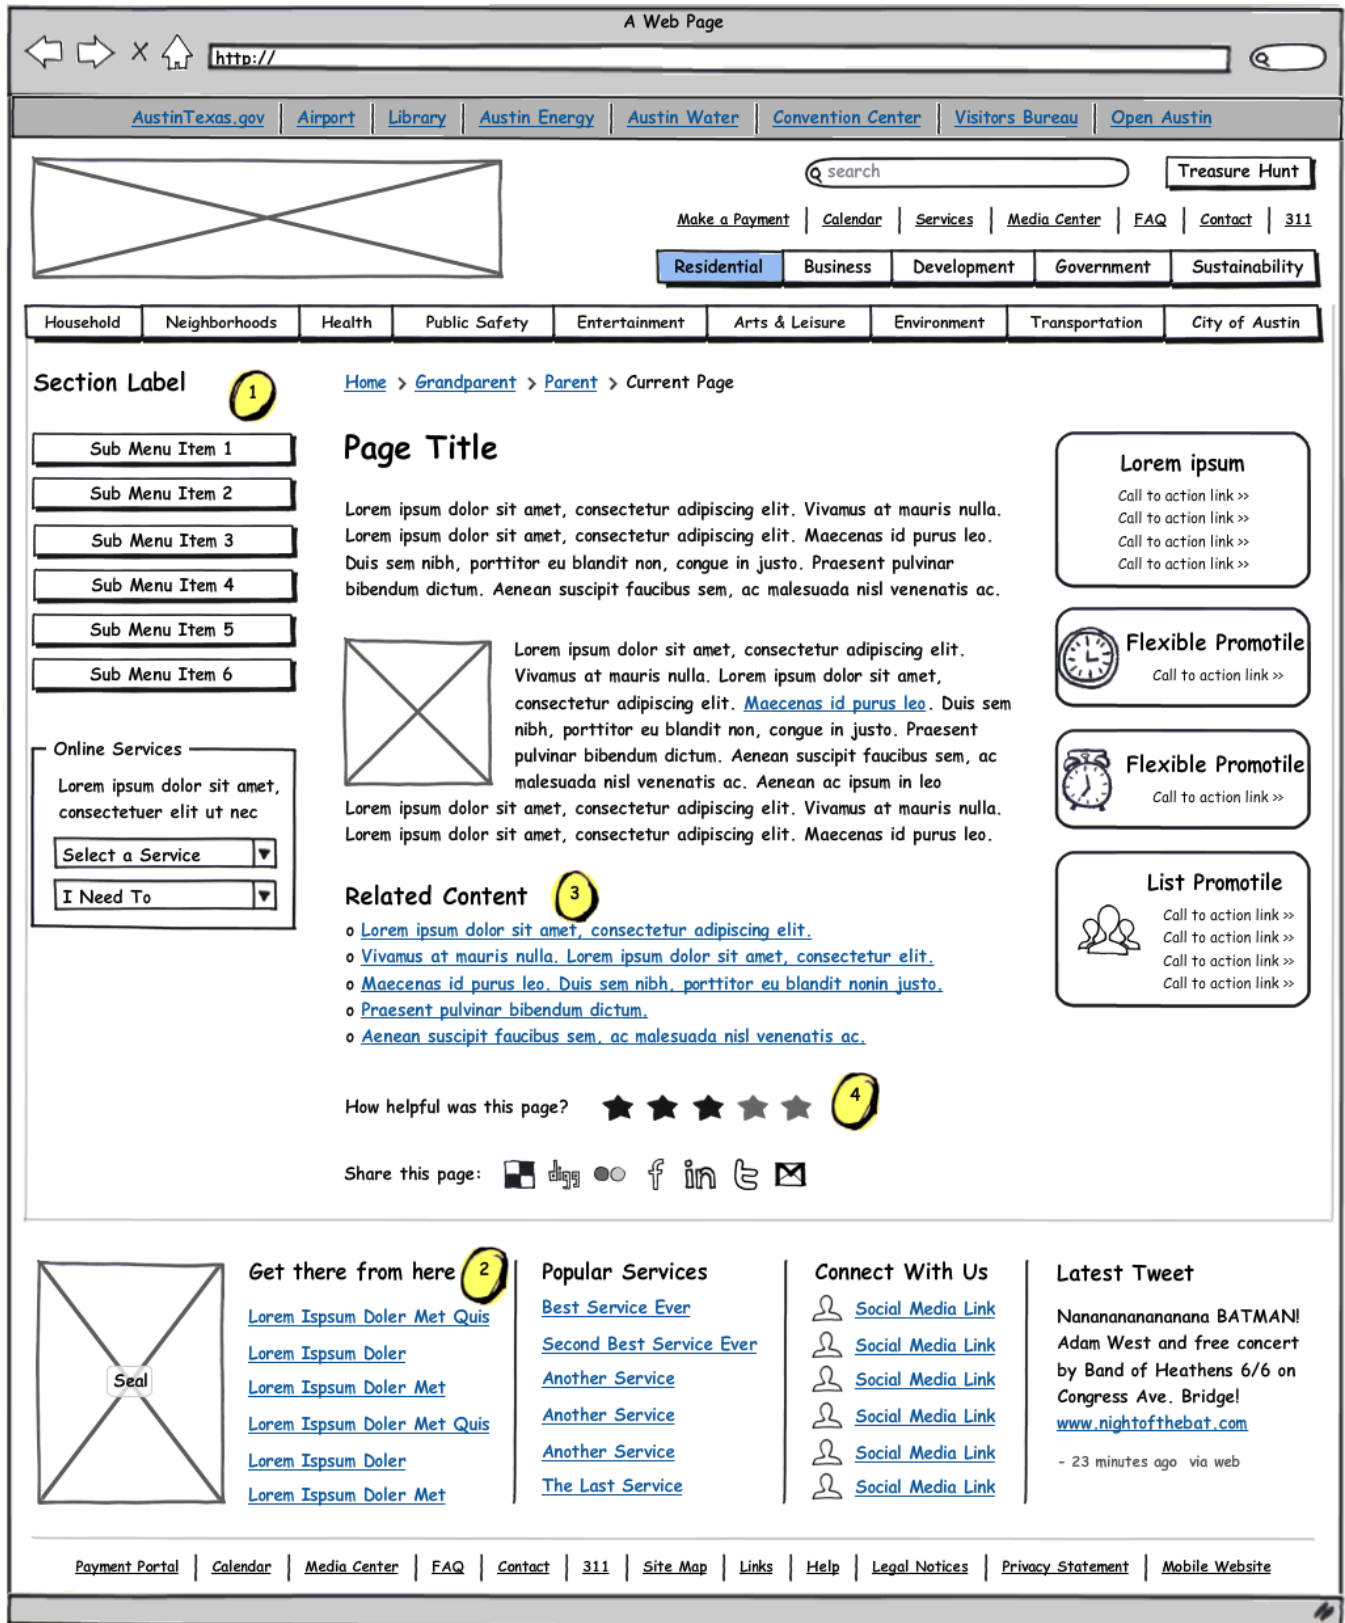 A Web Page
http://
AustinTexas.gov Airport Library Austin Energy Austin Water Convention Center Visitors Bureau Open Austin
search
Treasure Hunt
Make a Payment Calendar Services Media Center FAQ Contact 311
Residential Business Development Government Sustainability
Household Neighborhoods Health Public Safety Entertainment Arts & Leisure Environment Transportation City of Austin
Section Label
1
Sub Menu Item 1
Sub Menu Item 2
Sub Menu Item 3
Sub Menu Item 4
Sub Menu Item 5
Sub Menu Item 6
Online Services
Lorem ipsum dolor sit amet,
consectetuer elit ut nec
Select a Service
I Need To
Home > Grandparent > Parent > Current Page
Page Title
Lorem ipsum dolor sit amet, consectetur adipiscing elit. Vivamus at mauris nulla.
Lorem ipsum dolor sit amet, consectetur adipiscing elit. Maecenas id purus leo.
Duis sem nibh, porttitor eu blandit non, congue in justo. Praesent pulvinar
bibendum dictum. Aenean suscipit faucibus sem, ac malesuada nisl venenatis ac.
Lorem ipsum dolor sit amet, consectetur adipiscing elit.
Vivamus at mauris nulla. Lorem ipsum dolor sit amet,
consectetur adipiscing elit. Maecenas id purus leo. Duis sem
nibh, porttitor eu blandit non, congue in justo. Praesent
pulvinar bibendum dictum. Aenean suscipit faucibus sem, ac
malesuada nisl venenatis ac. Aenean ac ipsum in leo
Lorem ipsum dolor sit amet, consectetur adipiscing elit. Vivamus at mauris nulla.
Lorem ipsum dolor sit amet, consectetur adipiscing elit. Maecenas id purus leo.
Related Content
3
o Lorem ipsum dolor sit amet, consectetur adipiscing elit.
o Vivamus at mauris nulla. Lorem ipsum dolor sit amet, consectetur elit.
o Maecenas id purus leo. Duis sem nibh, porttitor eu blandit nonin justo.
o Praesent pulvinar bibendum dictum.
o Aenean suscipit faucibus sem, ac malesuada nisl venenatis ac.
How helpful was this page?
4
Share this page: digg f in t
Lorem ipsum
Call to action link >>
Call to action link >>
Call to action link >>
Call to action link >>
Flexible Promotile
Call to action link >>
Flexible Promotile
Call to action link >>
List Promotile
Call to action link >>
Call to action link >>
Call to action link >>
Call to action link >>
Seal
Get there from here
2
Lorem Ispsum Doler Met Quis
Lorem Ispsum Doler
Lorem Ispsum Doler Met
Lorem Ispsum Doler Met Quis
Lorem Ispsum Doler
Lorem Ispsum Doler Met
Popular Services
Best Service Ever
Second Best Service Ever
Another Service
Another Service
Another Service
The Last Service
Connect With Us
Social Media Link
Social Media Link
Social Media Link
Social Media Link
Social Media Link
Social Media Link
Latest Tweet
Nanananananana BATMAN!
Adam West and free concert
by Band of Heathens 6/6 on
Congress Ave. Bridge!
www.nightofthebat.com
- 23 minutes ago via web
Payment Portal Calendar Media Center FAQ Contact 311 Site Map Links Help Legal Notices Privacy Statement Mobile Website